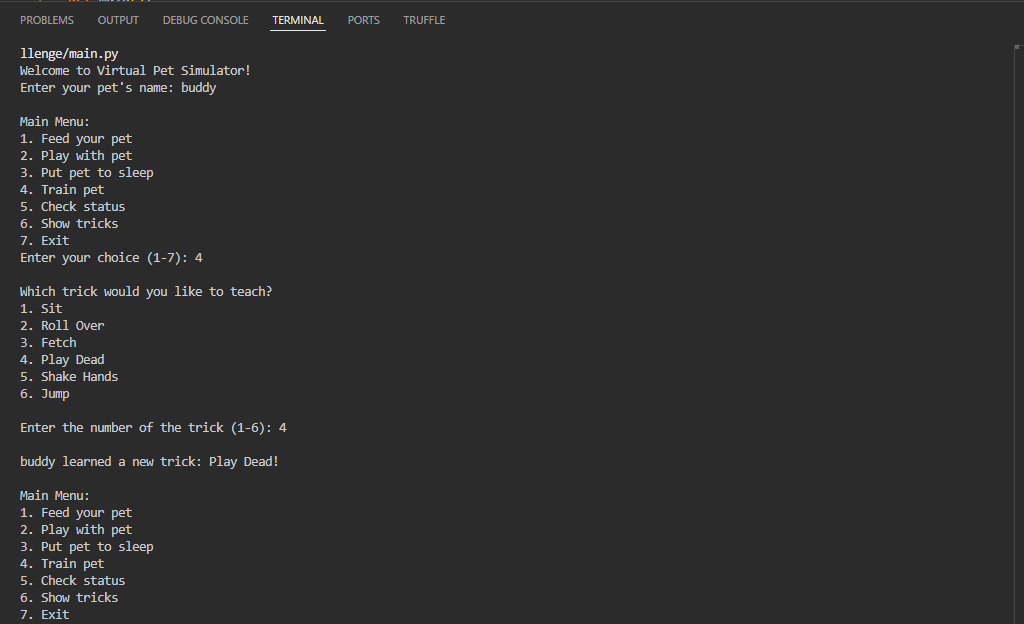 PROBLEMS OUTPUT DEBUG CONSOLE TERMINAL PORTS TRUFFLE
llenge/main.py
Welcome to Virtual Pet Simulator!
Enter your pet's name: buddy
Main Menu:
1. Feed your pet
2. Play with pet
3. Put pet to sleep
4. Train pet
5. Check status
6. Show tricks
7. Exit
Enter your choice (1-7): 4
Which trick would you like to teach?
1. Sit
2. Roll Over
3. Fetch
4. Play Dead
5. Shake Hands
6. Jump
Enter the number of the trick (1-6): 4
buddy learned a new trick: Play Dead!
Main Menu:
1. Feed your pet
2. Play with pet
3. Put pet to sleep
4. Train pet
5. Check status
6. Show tricks
7. Exit